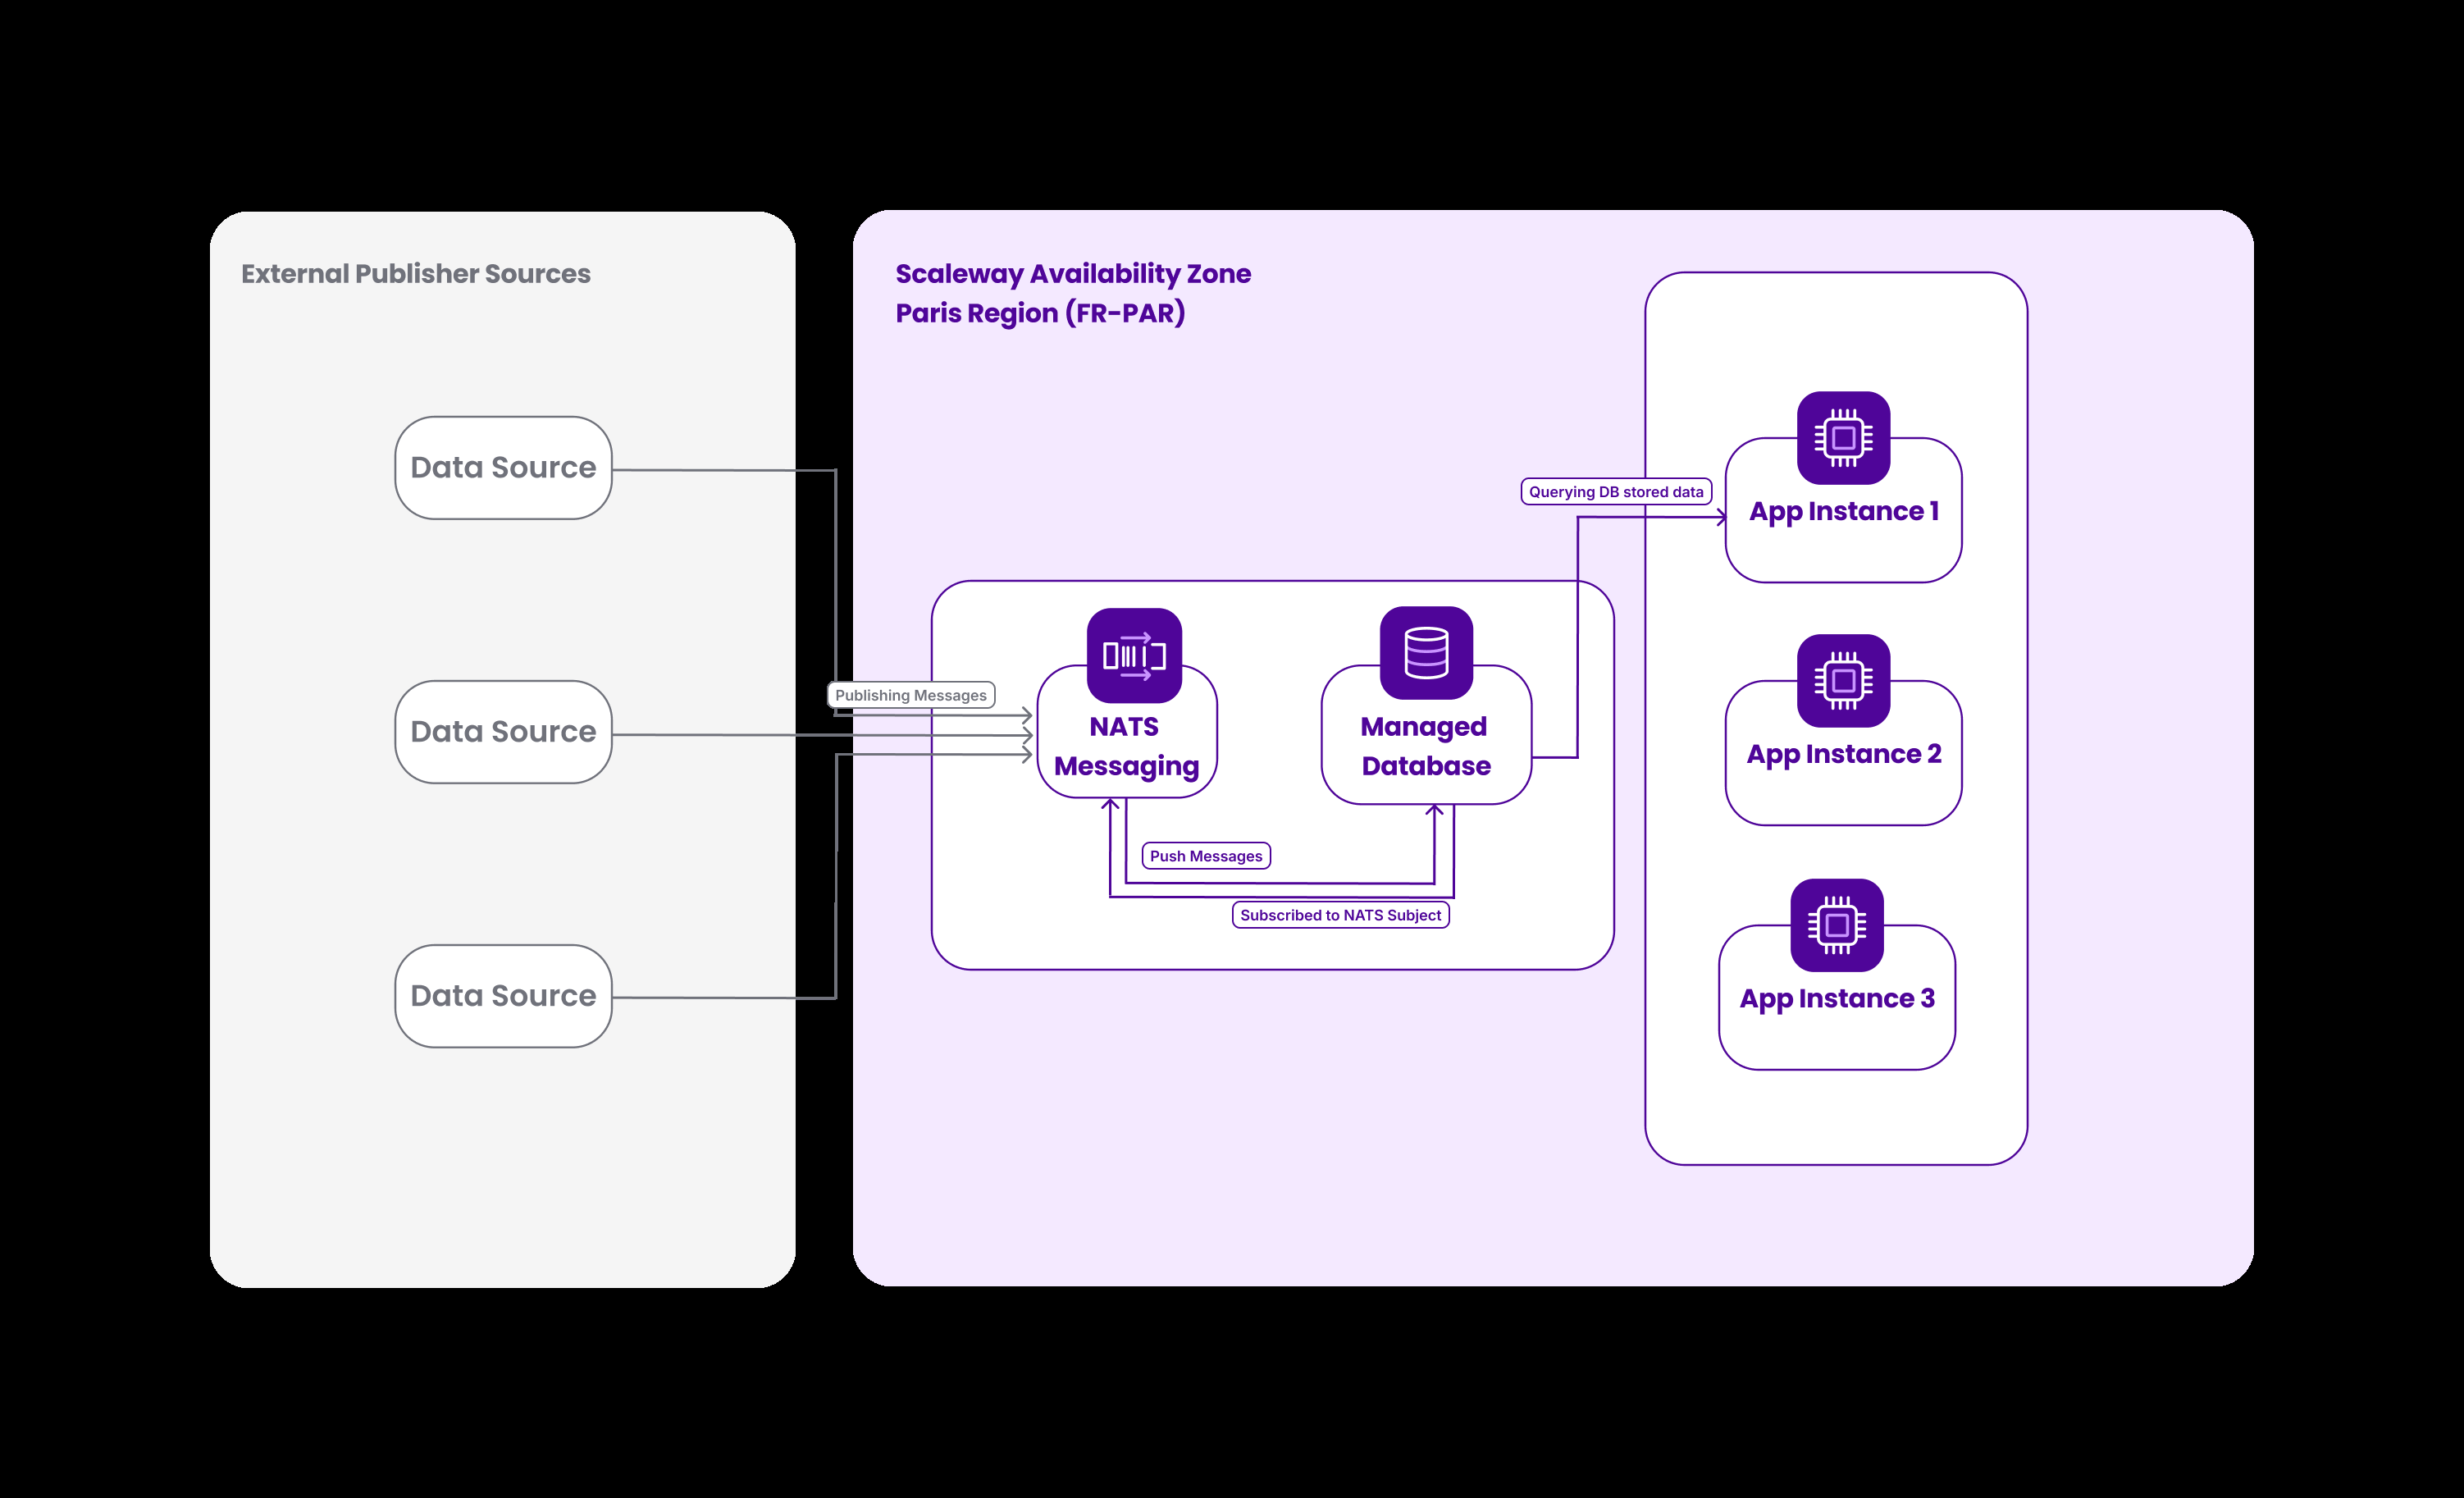 External Publisher Sources
Data Source
Data Source
Data Source
Publishing Messages
Scaleway Availability Zone
Paris Region (FR-PAR)
NATS
Messaging
Managed
Database
Push Messages
Subscribed to NATS Subject
Querying DB stored data
App Instance 1
App Instance 2
App Instance 3